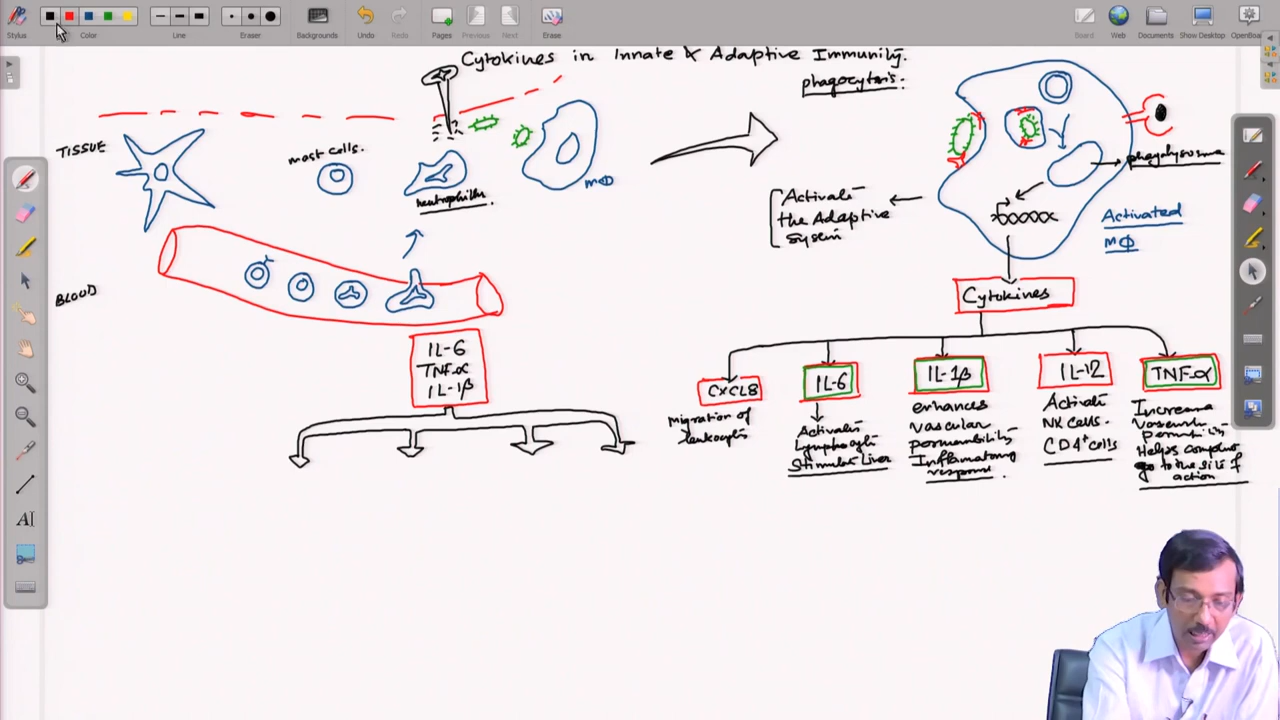 Stylus
Color
Line
Eraser
Backgrounds
Undo
Redo
Pages
Previous
Next
Erase
Board
Web
Documents
Show Desktop
OpenBoa
Cytokines in Innate & Adaptive Immunity.
phagocytosis.
TISSUE
mast cells.
neutrophils.
MΦ
phagolysosome
Activate
the Adaptive
System
Activated
MΦ
BLOOD
Cytokines
IL-6
TNF-α
IL-1β
CXCL8
IL-6
IL-1β
IL-12
TNF-α
Migration of
leukocytes
Activates
Lymphocytes
Stimulates Liver
enhances
vascular
permeability
Inflammatory
response.
Activate
NK cells.
CD4+ cells
Increase
vascular
permeability
Helps complement
go to the site of
action
AI